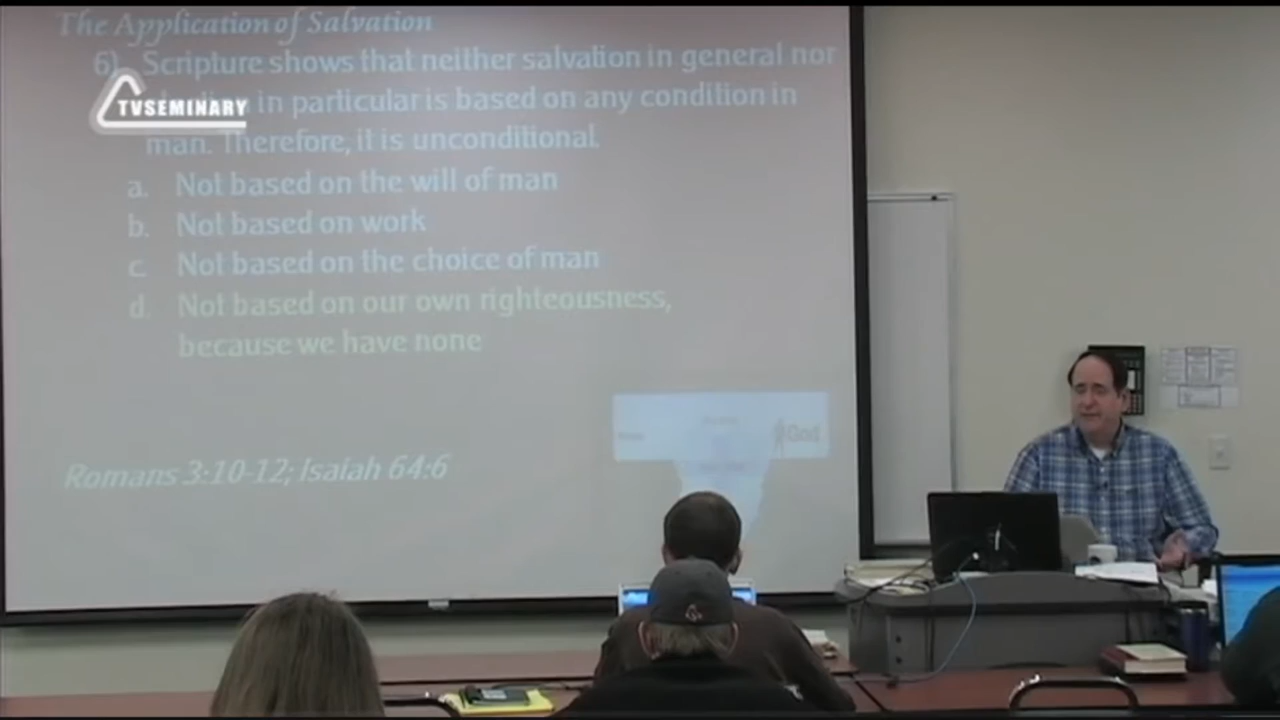 The Application of Salvation
6) Scripture shows that neither salvation in general nor
in particular is based on any condition in
man. Therefore, it is unconditional.
a. Not based on the will of man
b. Not based on work
c. Not based on the choice of man
d. Not based on our own righteousness,
because we have none
God
Romans 3:10-12; Isaiah 64:6
TVSEMINARY